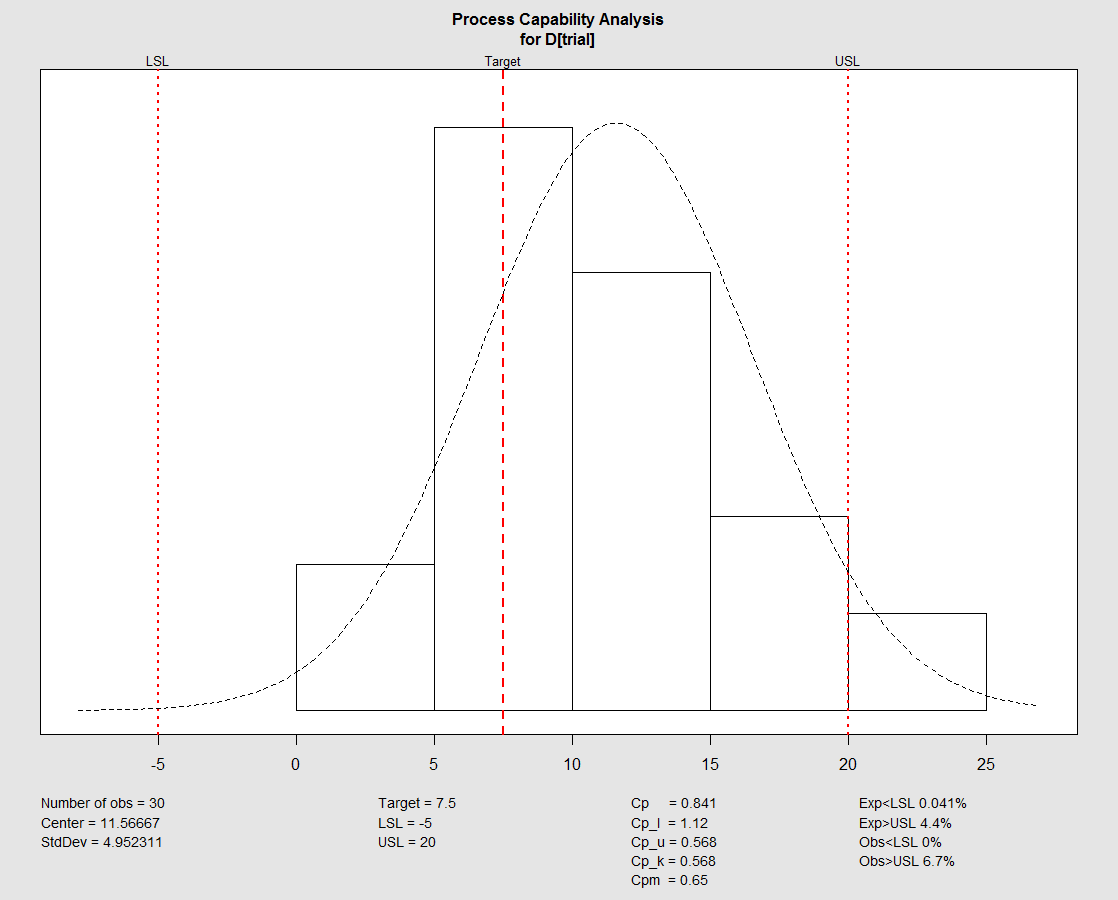 Process Capability Analysis
for D[trial]
LSL
Target
USL
-5
0
5
10
15
20
25
Number of obs = 30
Center = 11.56667
StdDev = 4.952311
Target = 7.5
LSL = -5
USL = 20
Cp = 0.841
Cp_l = 1.12
Cp_u = 0.568
Cp_k = 0.568
Cpm = 0.65
Exp<LSL 0.041%
Exp>USL 4.4%
Obs<LSL 0%
Obs>USL 6.7%